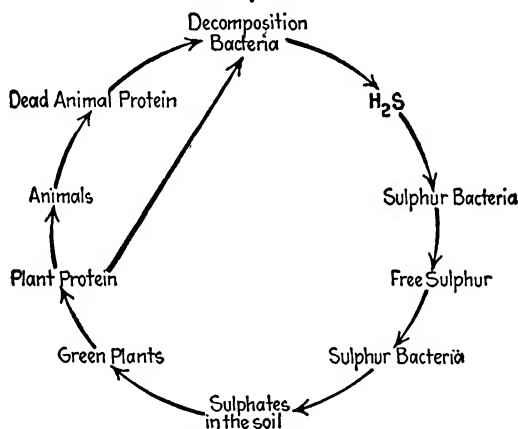 Decomposition
Bacteria
H₂S
Sulphur Bacteria
Free Sulphur
Sulphur Bacteria
Sulphates
in the soil
Green Plants
Plant Protein
Animals
Dead Animal Protein